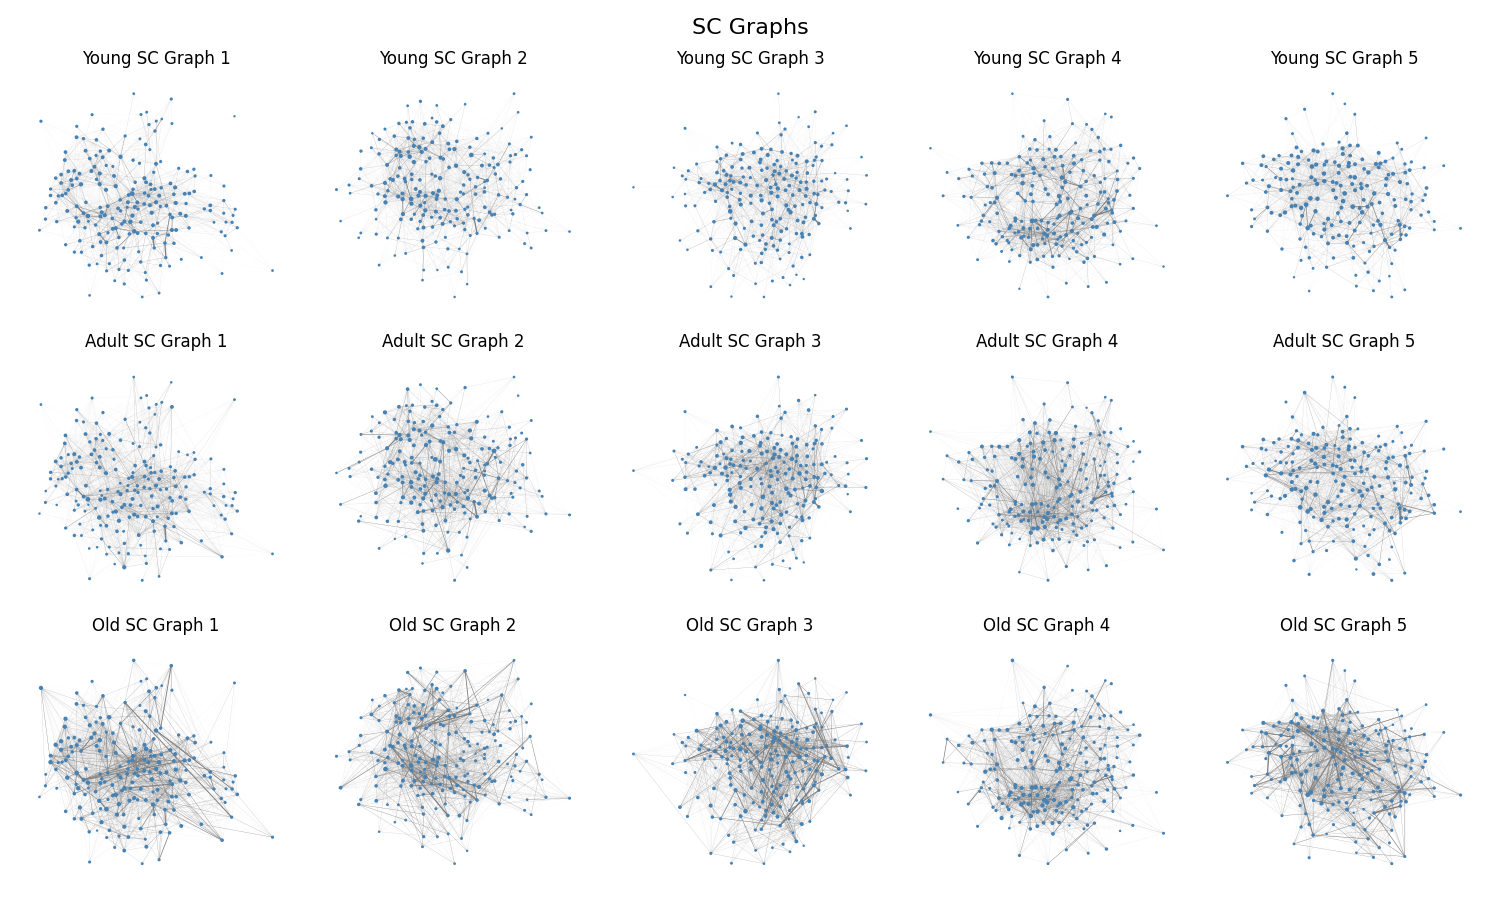 SC Graphs
Young SC Graph 1
Young SC Graph 2
Young SC Graph 3
Young SC Graph 4
Young SC Graph 5
Adult SC Graph 1
Adult SC Graph 2
Adult SC Graph 3
Adult SC Graph 4
Adult SC Graph 5
Old SC Graph 1
Old SC Graph 2
Old SC Graph 3
Old SC Graph 4
Old SC Graph 5